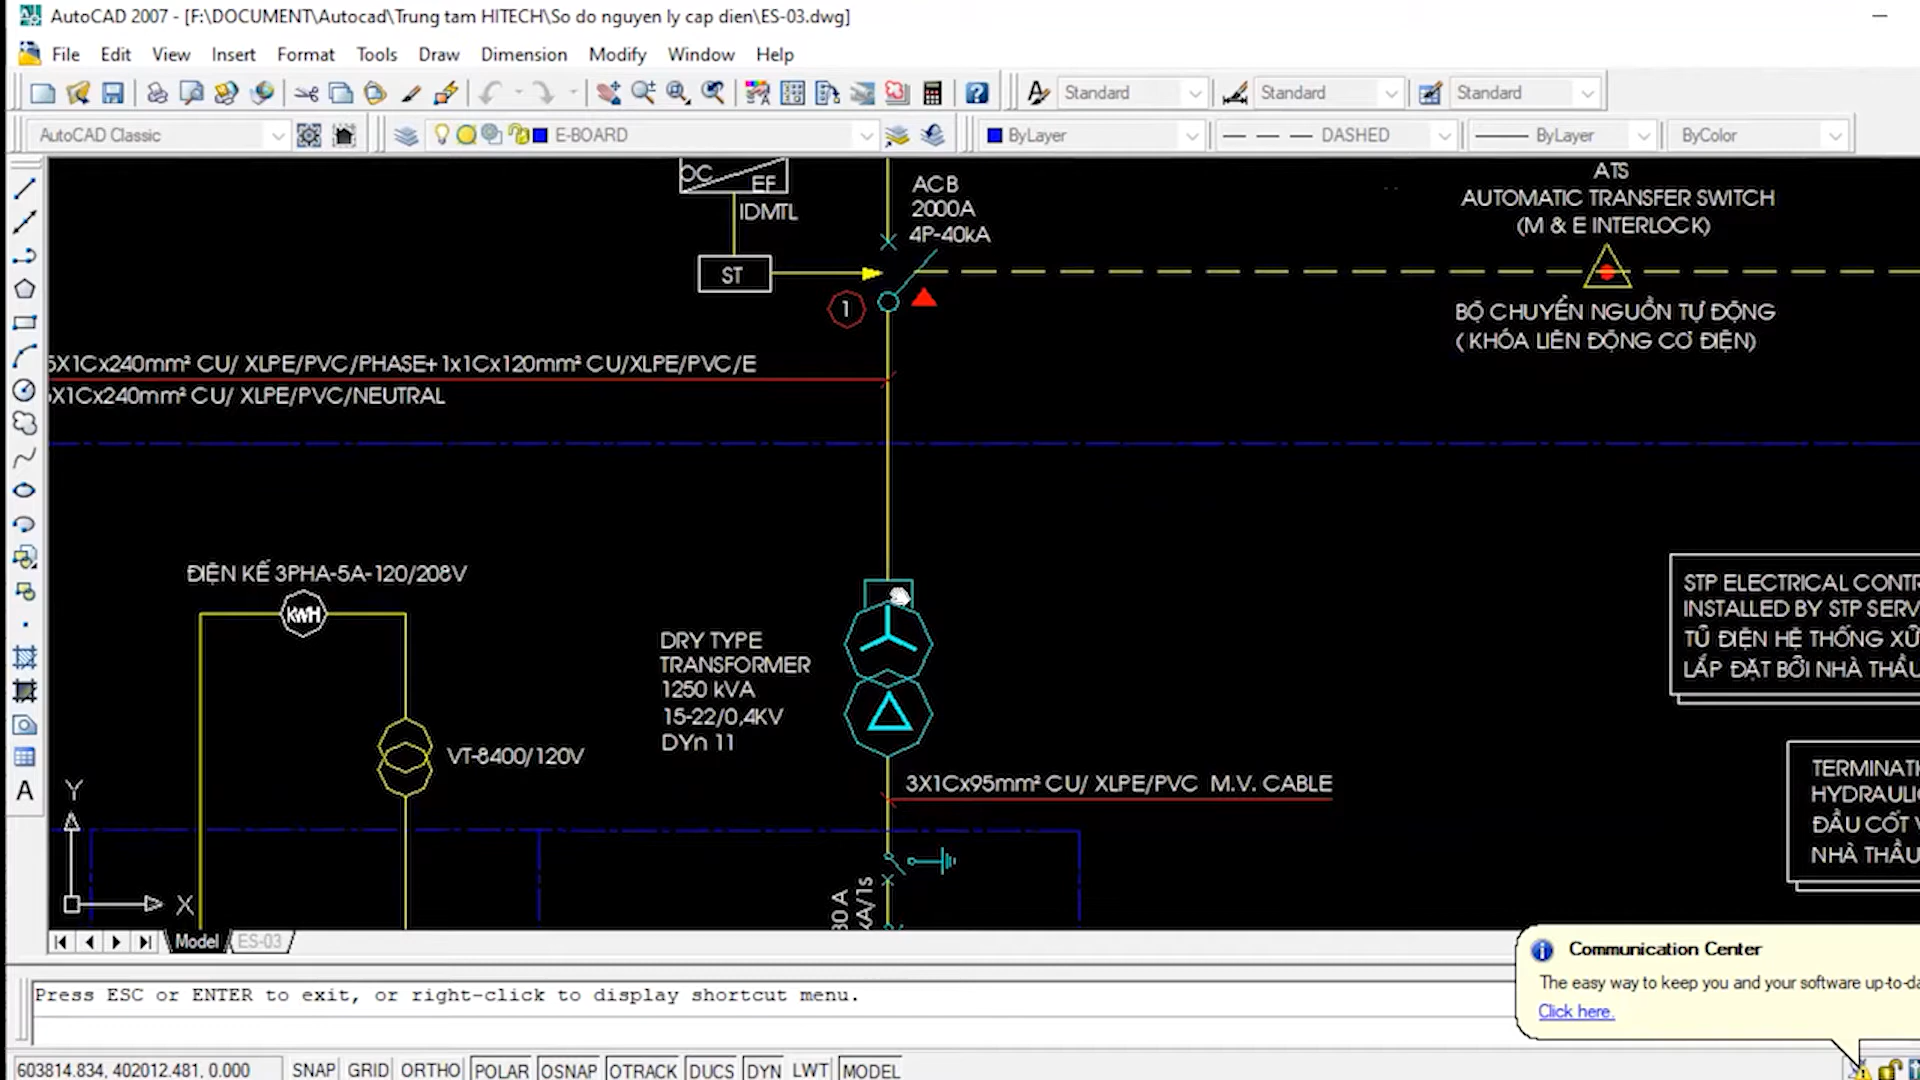 AutoCAD 2007 - [F:\DOCUMENT\Autocad\Trung tam HITECH\So do nguyen ly cap dien\ES-03.dwg]
File Edit View Insert Format Tools Draw Dimension Modify Window Help
Standard Standard Standard
AutoCAD Classic E-BOARD ByLayer DASHED ByLayer ByColor
OC EF
IDMTL
ST
ACB
2000A
4P-40kA
1
ATS
AUTOMATIC TRANSFER SWITCH
(M & E INTERLOCK)
BỘ CHUYỂN NGUỒN TỰ ĐỘNG
( KHÓA LIÊN ĐỘNG CƠ ĐIỆN)
5X1Cx240mm² CU/ XLPE/PVC/PHASE+ 1x1Cx120mm² CU/XLPE/PVC/E
X1Cx240mm² CU/ XLPE/PVC/NEUTRAL
ĐIỆN KẾ 3PHA-5A-120/208V
KWH
VT-8400/120V
DRY TYPE
TRANSFORMER
1250 kVA
15-22/0,4KV
DYn 11
3X1Cx95mm² CU/ XLPE/PVC M.V. CABLE
STP ELECTRICAL CONTR
INSTALLED BY STP SERV
TỦ ĐIỆN HỆ THỐNG XỬ
LẮP ĐẶT BỞI NHÀ THẦU
TERMINAT
HYDRAULIC
ĐẦU CỐT V
NHÀ THẦU
30 A
kA/1s
Y
X
Model ES-03
Press ESC or ENTER to exit, or right-click to display shortcut menu.
Communication Center
The easy way to keep you and your software up-to-da
Click here.
603814.834, 402012.481, 0.000 SNAP GRID ORTHO POLAR OSNAP OTRACK DUCS DYN LWT MODEL